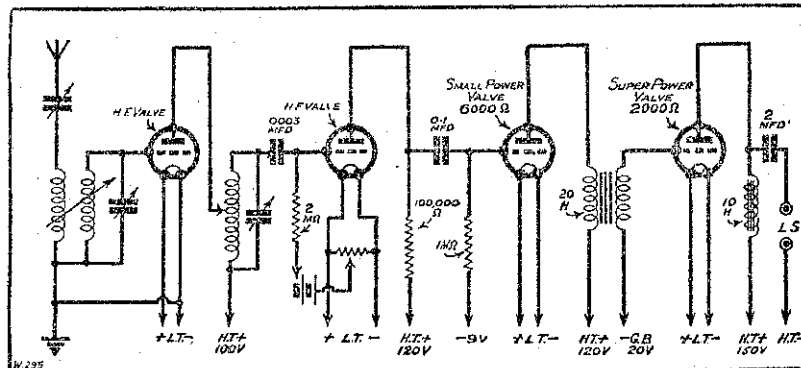 H.F. VALVE
.0003
MFD
H.F. VALVE
2
MΩ
100,000
Ω
0.1
MFD
1MΩ
SMALL POWER
VALVE
6000 Ω
20
H
SUPER POWER
VALVE
2000 Ω
2
MFD
10
H
L S
+ L.T. -
H.T.+
100V
+ L.T. -
H.T.+
120V
-9V
+L.T.-
H.T.+
120V
-G.B
20V
+L.T.-
H.T.+
150V
H.T.-
W.295